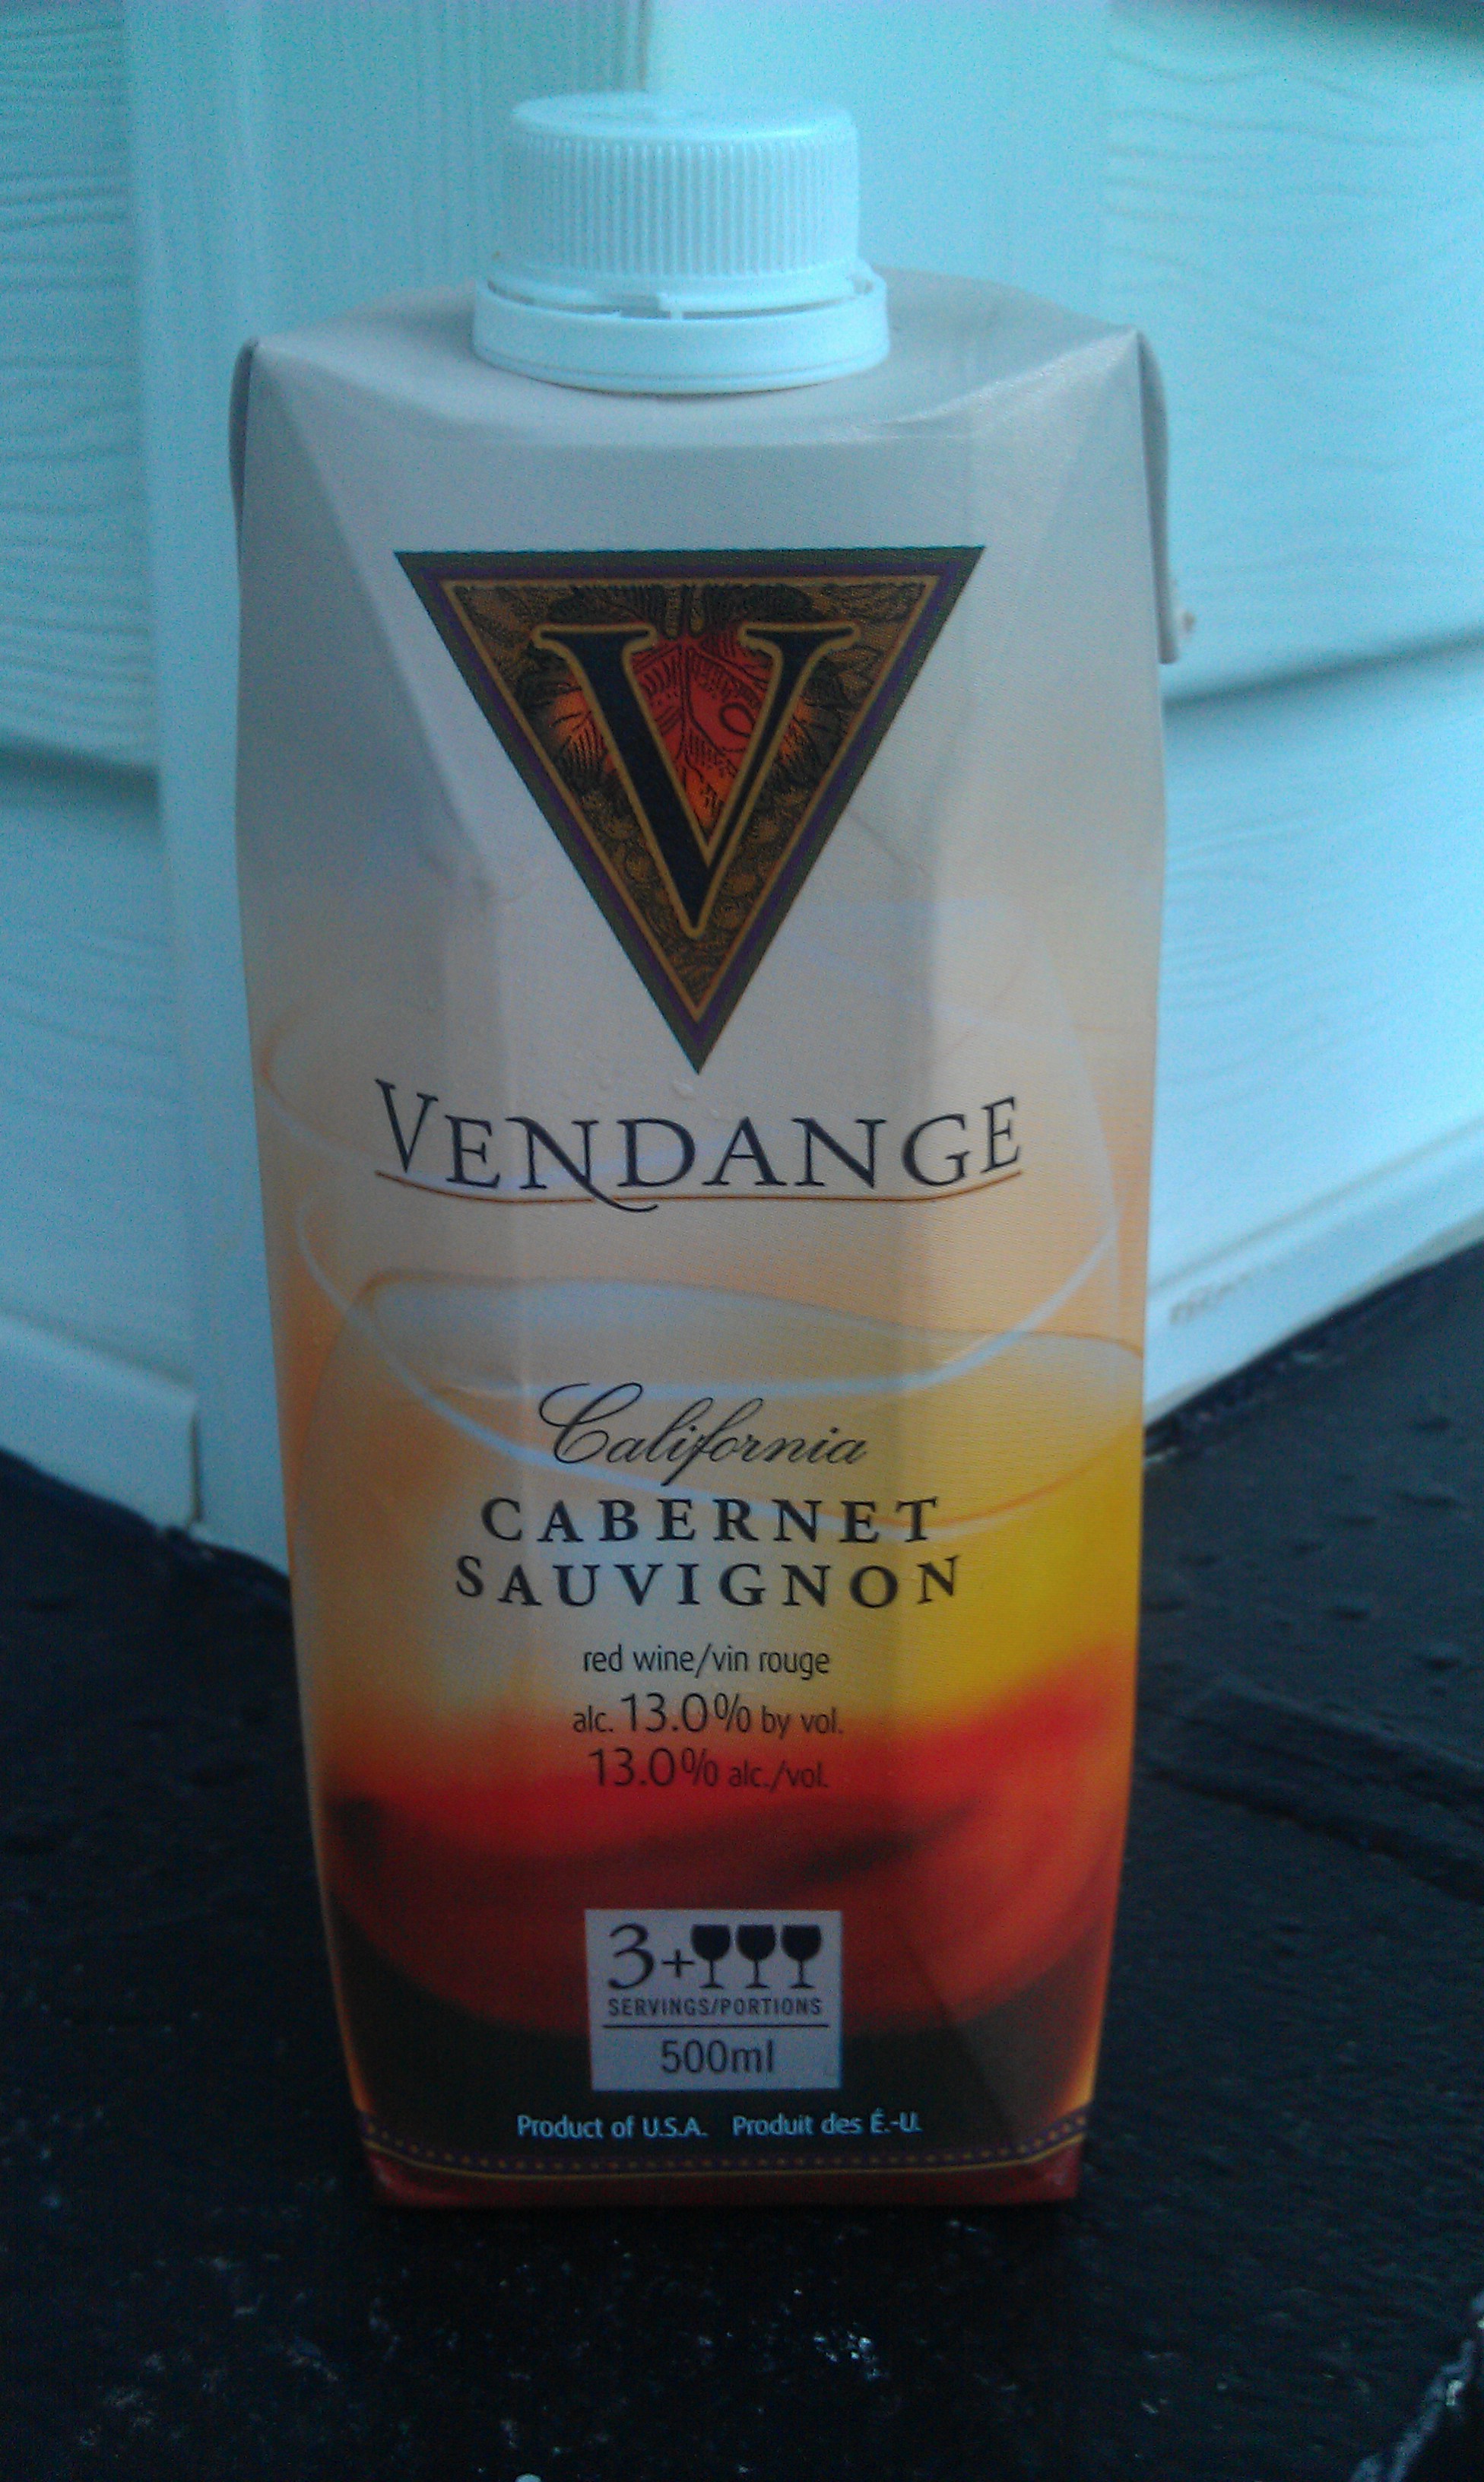 V
VENDANGE
California
CABERNET
SAUVIGNON
red wine/vin rouge
alc. 13.0% by vol.
13.0% alc./vol.
3+
SERVINGS/PORTIONS
500ml
Product of U.S.A. Produit des É.-U.